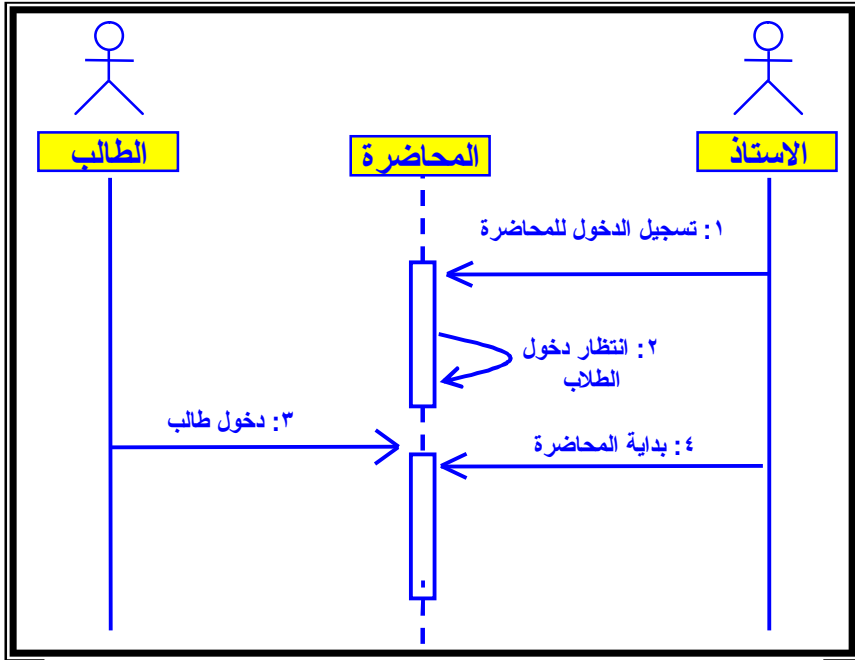 الاستاذ
المحاضرة
الطالب
١: تسجيل الدخول للمحاضرة
٢: انتظار دخول
الطلاب
٣: دخول طالب
٤: بداية المحاضرة